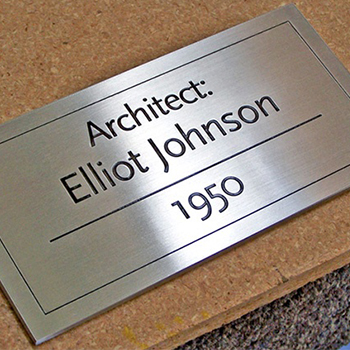 Architect:
Elliot Johnson
1950